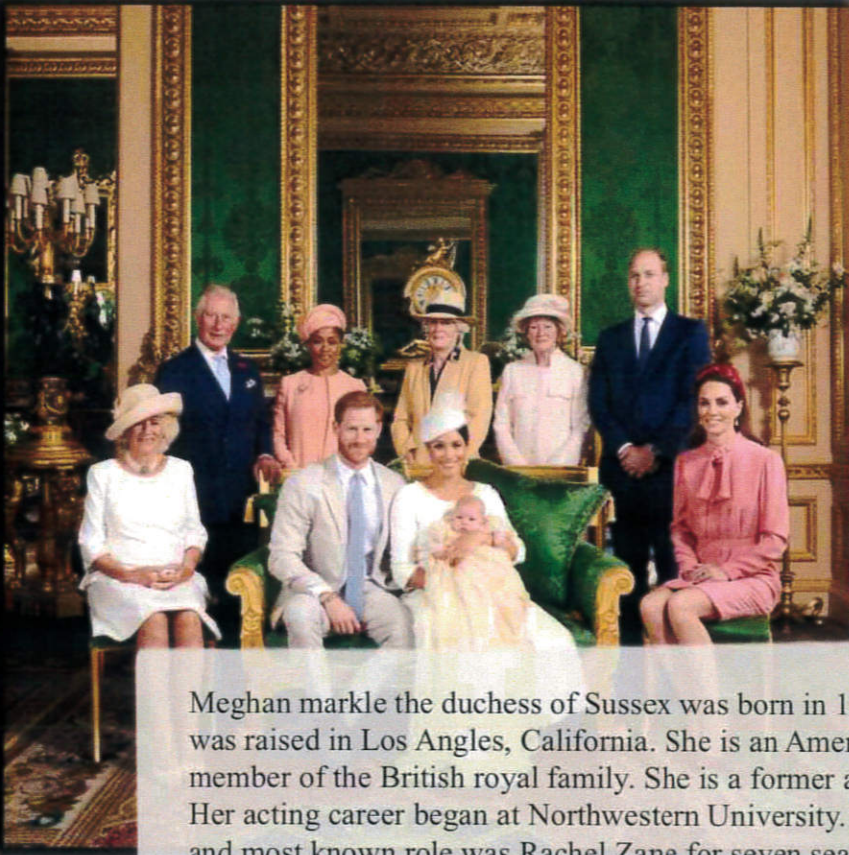 Meghan markle the duchess of Sussex was born in 1
was raised in Los Angles, California. She is an Amer
member of the British royal family. She is a former a
Her acting career began at Northwestern University.
and most known role was Rachel Zane for seven sea